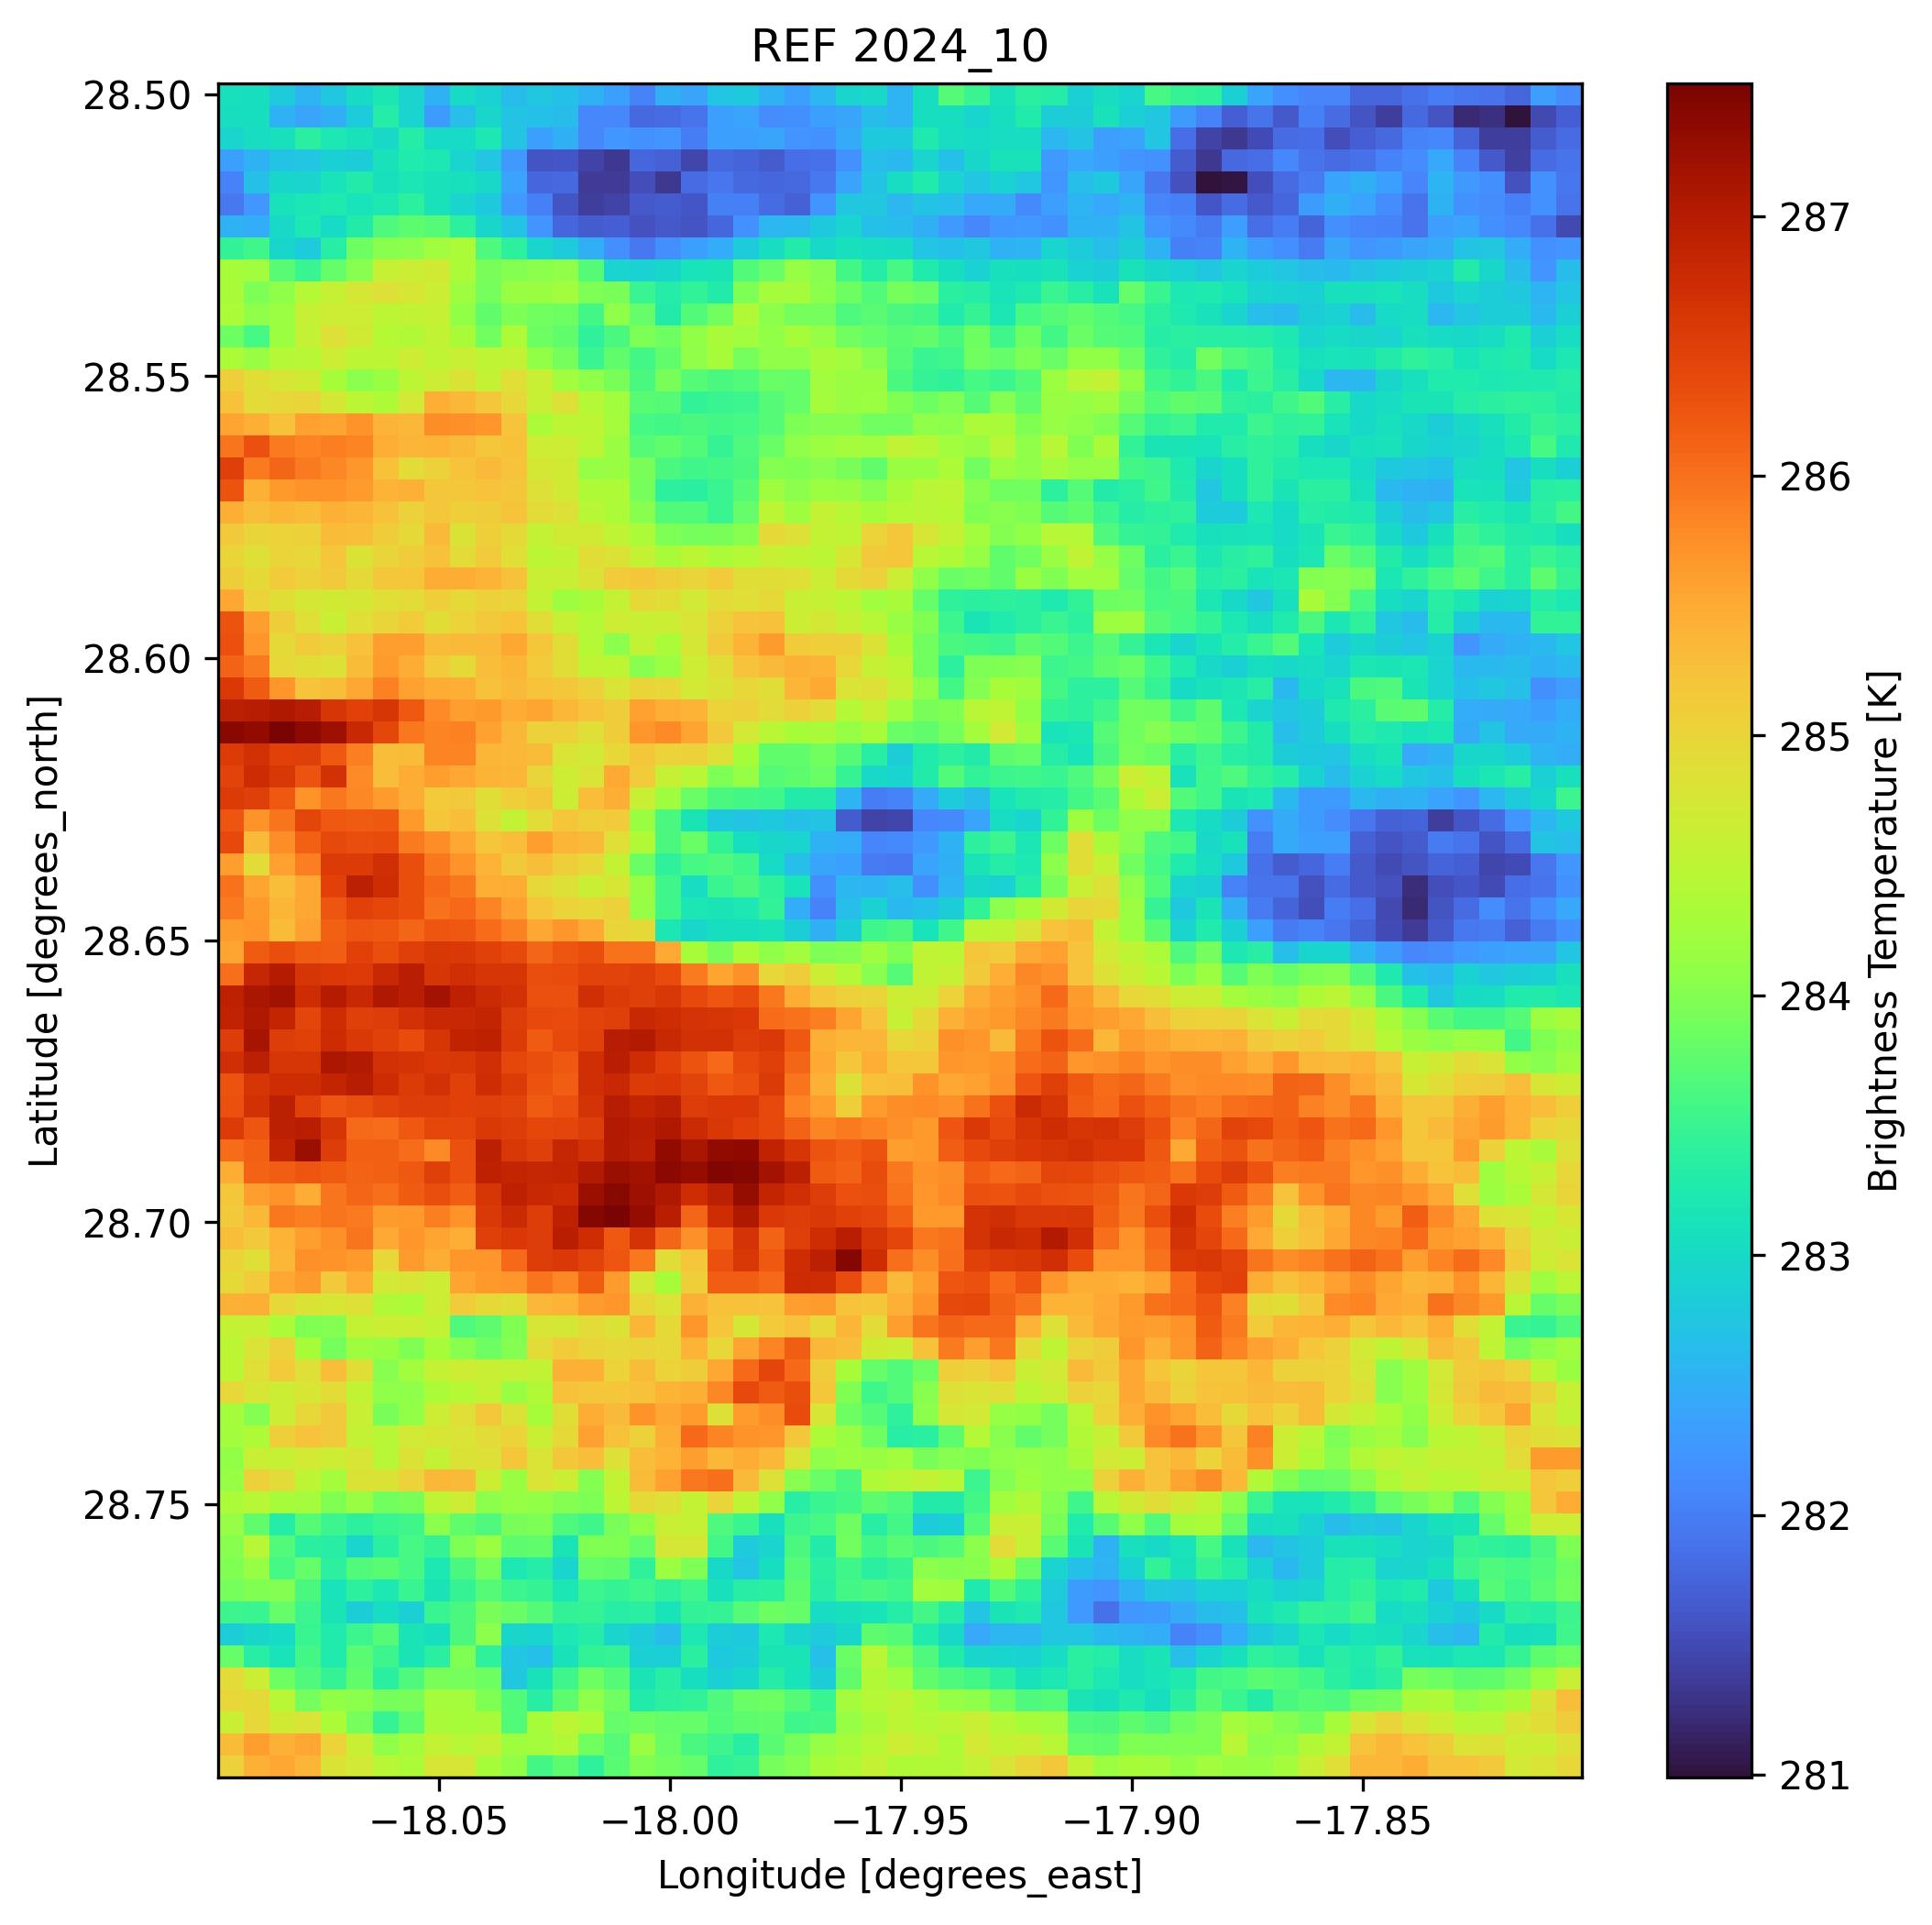 REF 2024_10
28.50
28.55
28.60
28.65
28.70
28.75
Latitude [degrees_north]
−18.05 −18.00 −17.95 −17.90 −17.85
Longitude [degrees_east]
287
286
285
284
283
282
281
Brightness Temperature [K]